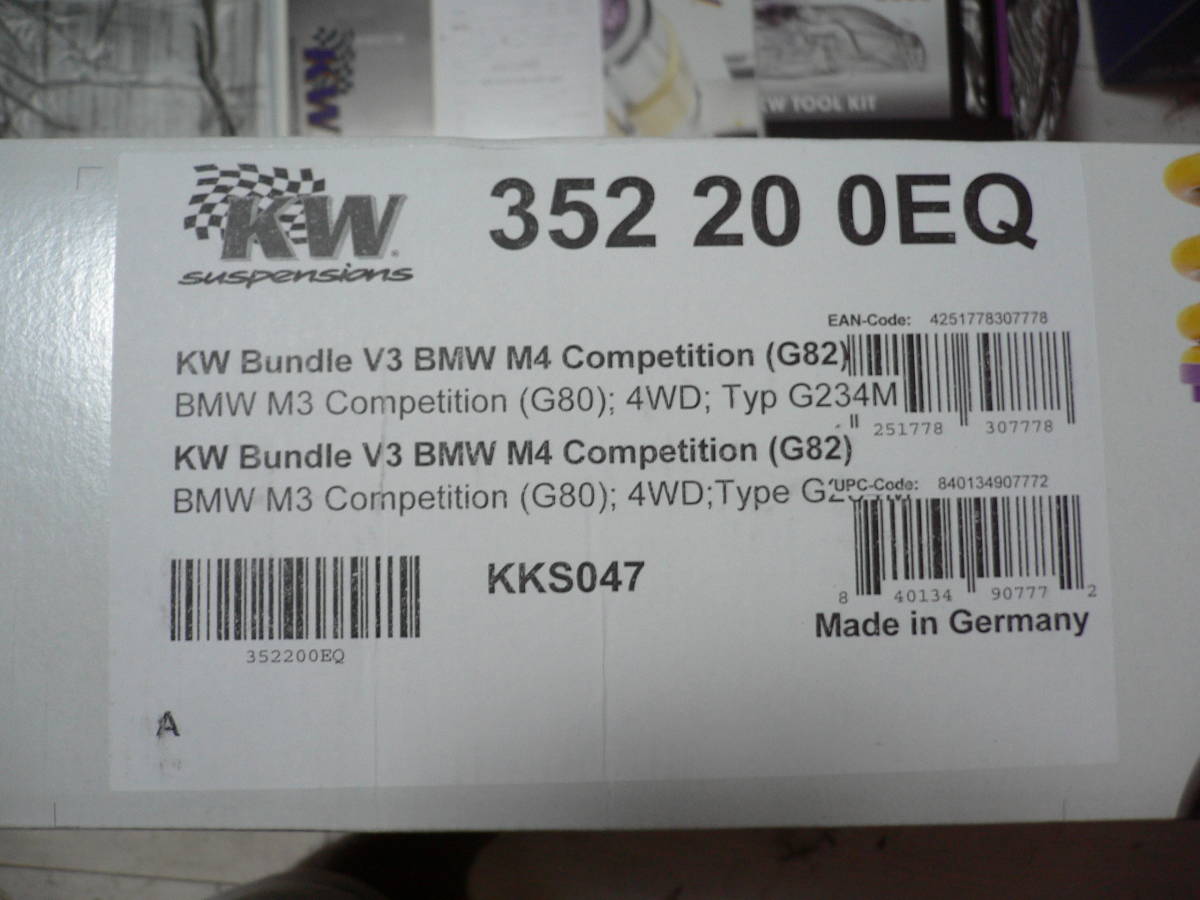 KW
KW TOOL KIT
KW
suspensions
352 20 0EQ
EAN-Code: 4251778307778
KW Bundle V3 BMW M4 Competition (G82)
BMW M3 Competition (G80); 4WD; Typ G234M
251778 307778
KW Bundle V3 BMW M4 Competition (G82)
BMW M3 Competition (G80); 4WD;Type
UPC-Code: 840134907772
8 40134 90777 2
KKS047
Made in Germany
352200EQ
A